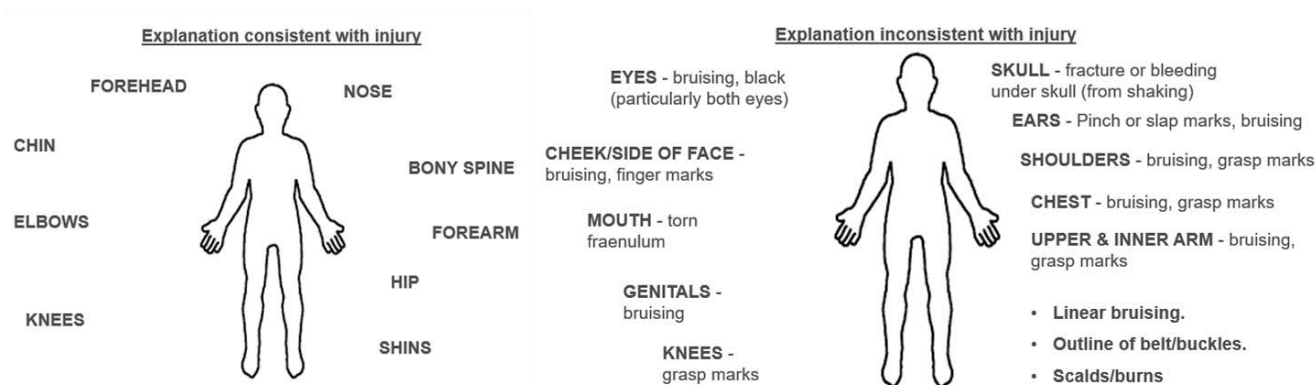 Explanation consistent with injury
FOREHEAD
NOSE
CHIN
BONY SPINE
ELBOWS
FOREARM
HIP
KNEES
SHINS
Explanation inconsistent with injury
EYES - bruising, black
(particularly both eyes)
SKULL - fracture or bleeding
under skull (from shaking)
EARS - Pinch or slap marks, bruising
CHEEK/SIDE OF FACE -
bruising, finger marks
SHOULDERS - bruising, grasp marks
CHEST - bruising, grasp marks
MOUTH - torn
fraenulum
UPPER & INNER ARM - bruising,
grasp marks
GENITALS -
bruising
KNEES -
grasp marks
• Linear bruising.
• Outline of belt/buckles.
• Scalds/burns